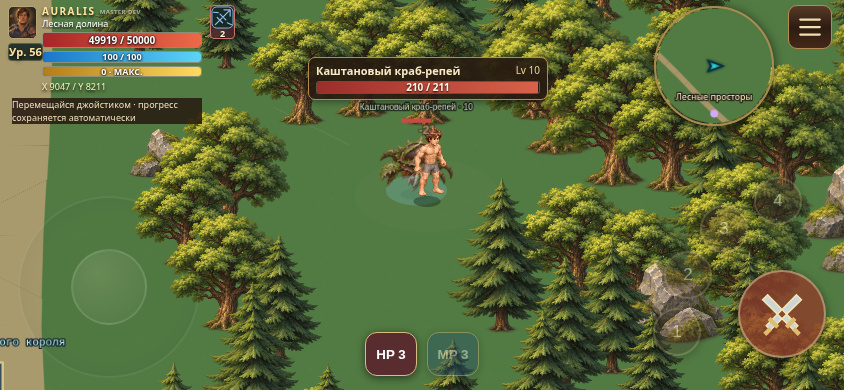 AURALIS MASTER-DEV
Лесная долина
49919 / 50000
Ур. 56
100 / 100
0 · МАКС.
X 9047 / Y 8211
Перемещайся джойстиком · прогресс
сохраняется автоматически
2
Каштановый краб-репей Lv 10
210 / 211
Каштановый краб-репей · 10
Лесные просторы
4
3
2
1
ого короля
HP 3
MP 3